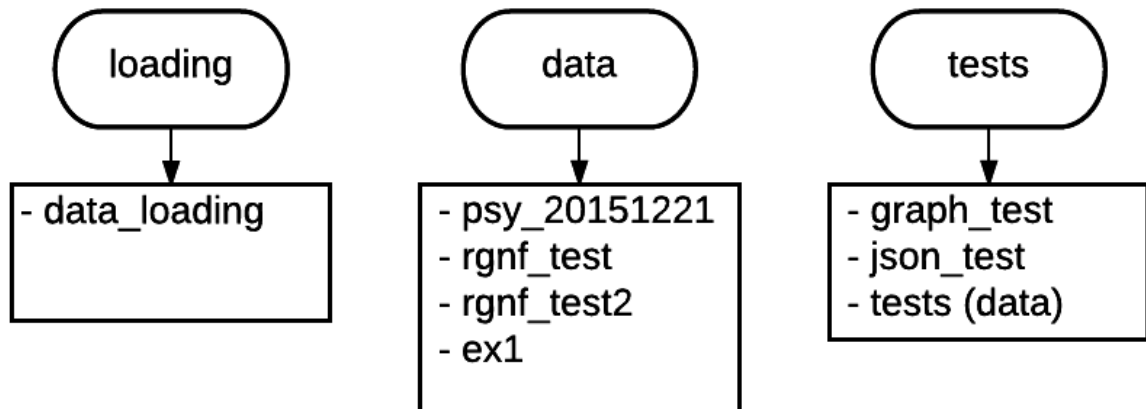 loading
- data_loading
data
- psy_20151221
- rgnf_test
- rgnf_test2
- ex1
tests
- graph_test
- json_test
- tests (data)